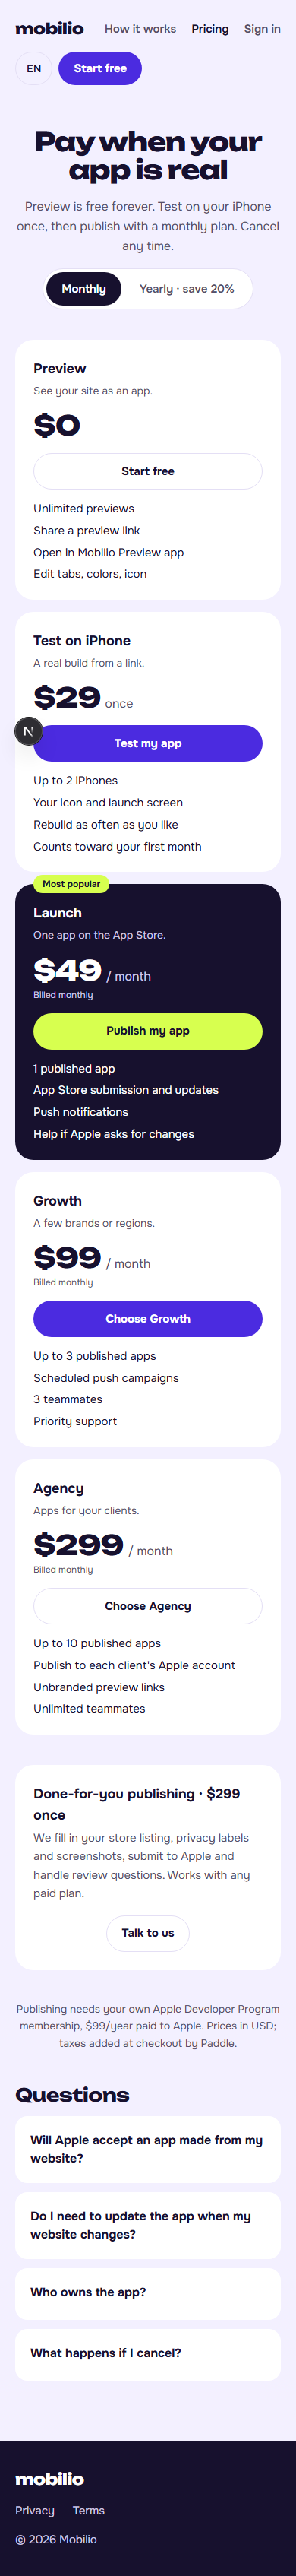 mobilio How it works Pricing Sign in
EN Start free
Pay when your
app is real
Preview is free forever. Test on your iPhone
once, then publish with a monthly plan. Cancel
any time.
Monthly Yearly · save 20%
Preview
See your site as an app.
$0
Start free
Unlimited previews
Share a preview link
Open in Mobilio Preview app
Edit tabs, colors, icon
Test on iPhone
A real build from a link.
$29 once
N
Test my app
Up to 2 iPhones
Your icon and launch screen
Rebuild as often as you like
Counts toward your first month
Most popular
Launch
One app on the App Store.
$49 / month
Billed monthly
Publish my app
1 published app
App Store submission and updates
Push notifications
Help if Apple asks for changes
Growth
A few brands or regions.
$99 / month
Billed monthly
Choose Growth
Up to 3 published apps
Scheduled push campaigns
3 teammates
Priority support
Agency
Apps for your clients.
$299 / month
Billed monthly
Choose Agency
Up to 10 published apps
Publish to each client's Apple account
Unbranded preview links
Unlimited teammates
Done-for-you publishing · $299
once
We fill in your store listing, privacy labels
and screenshots, submit to Apple and
handle review questions. Works with any
paid plan.
Talk to us
Publishing needs your own Apple Developer Program
membership, $99/year paid to Apple. Prices in USD;
taxes added at checkout by Paddle.
Questions
Will Apple accept an app made from my
website?
Do I need to update the app when my
website changes?
Who owns the app?
What happens if I cancel?
mobilio
Privacy Terms
© 2026 Mobilio